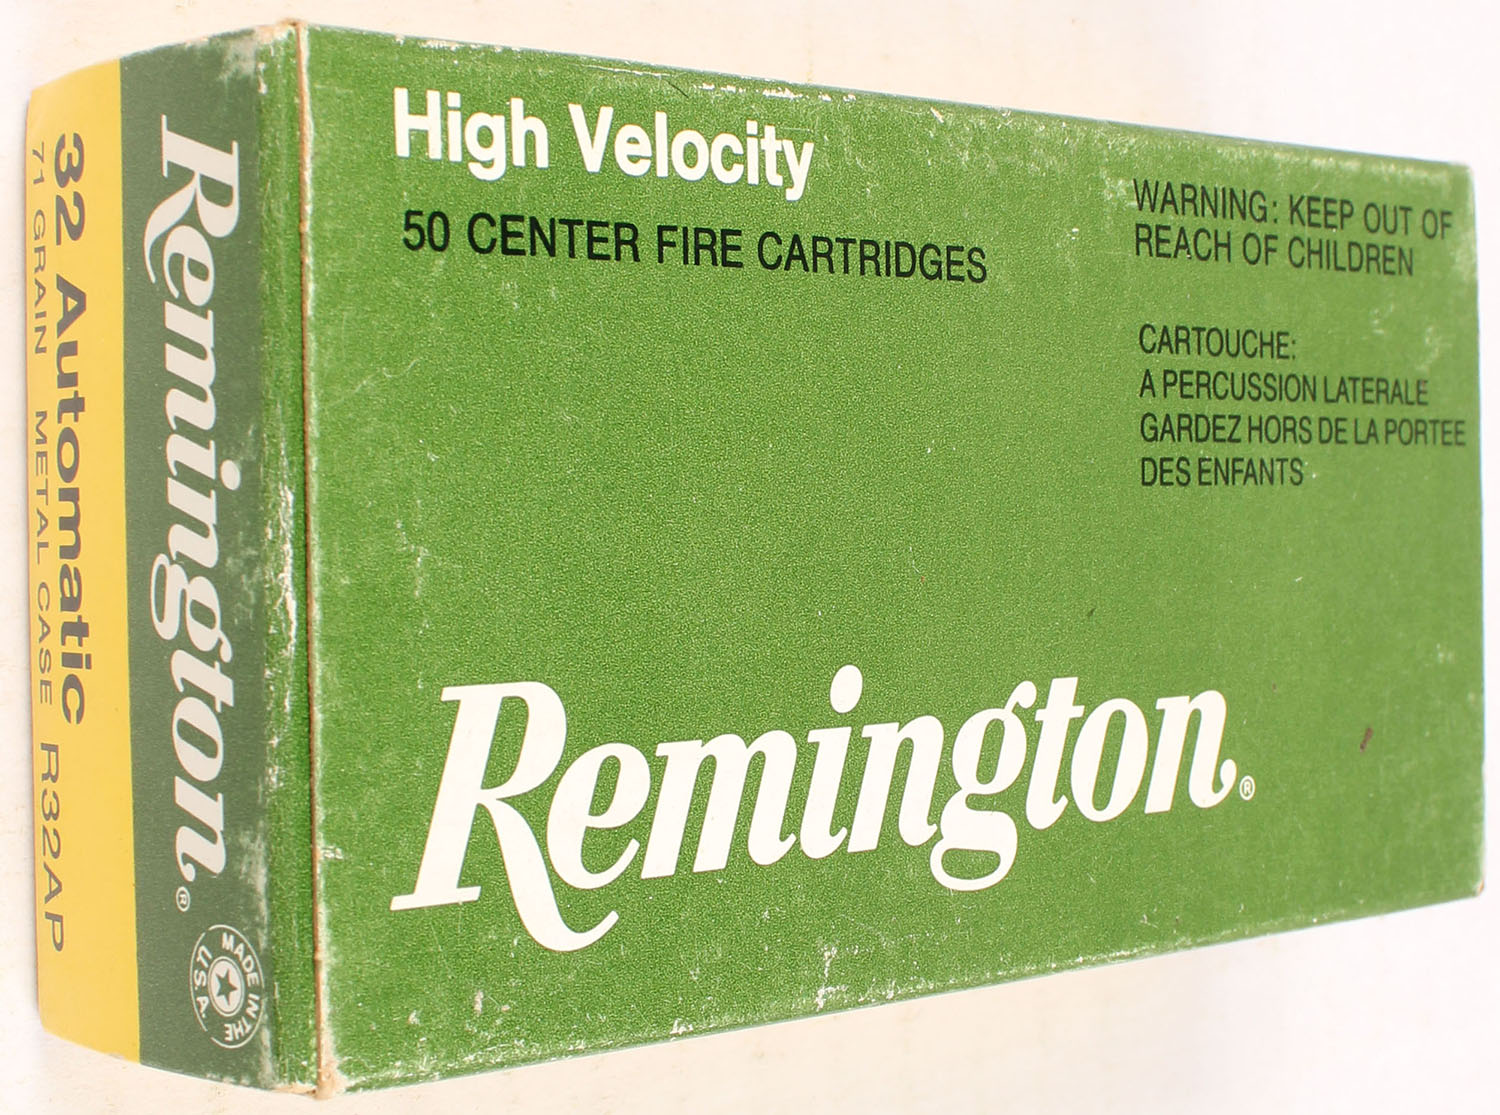 High Velocity
50 CENTER FIRE CARTRIDGES
WARNING: KEEP OUT OF
REACH OF CHILDREN
CARTOUCHE:
A PERCUSSION LATERALE
GARDEZ HORS DE LA PORTEE
DES ENFANTS
Remington®
Remington®
MADE IN THE
U.S.A.
32 Automatic
71 GRAIN METAL CASE R32AP